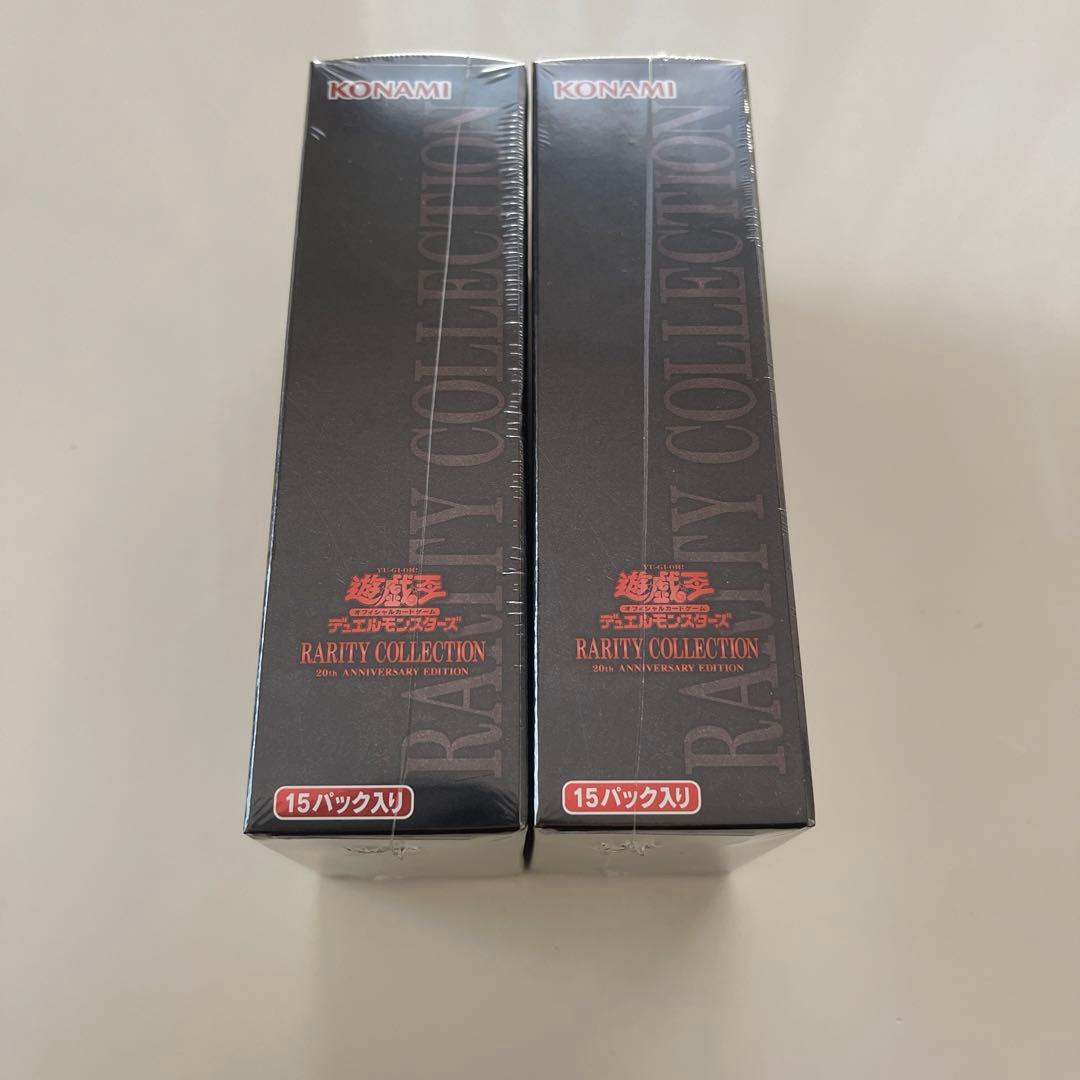 KONAMI
RARITY COLLECTION
YU-GI-OH!
遊戯王
オフィシャルカードゲーム
デュエルモンスターズ
RARITY COLLECTION
20th ANNIVERSARY EDITION
15パック入り
KONAMI
RARITY COLLECTION
YU-GI-OH!
遊戯王
オフィシャルカードゲーム
デュエルモンスターズ
RARITY COLLECTION
20th ANNIVERSARY EDITION
15パック入り